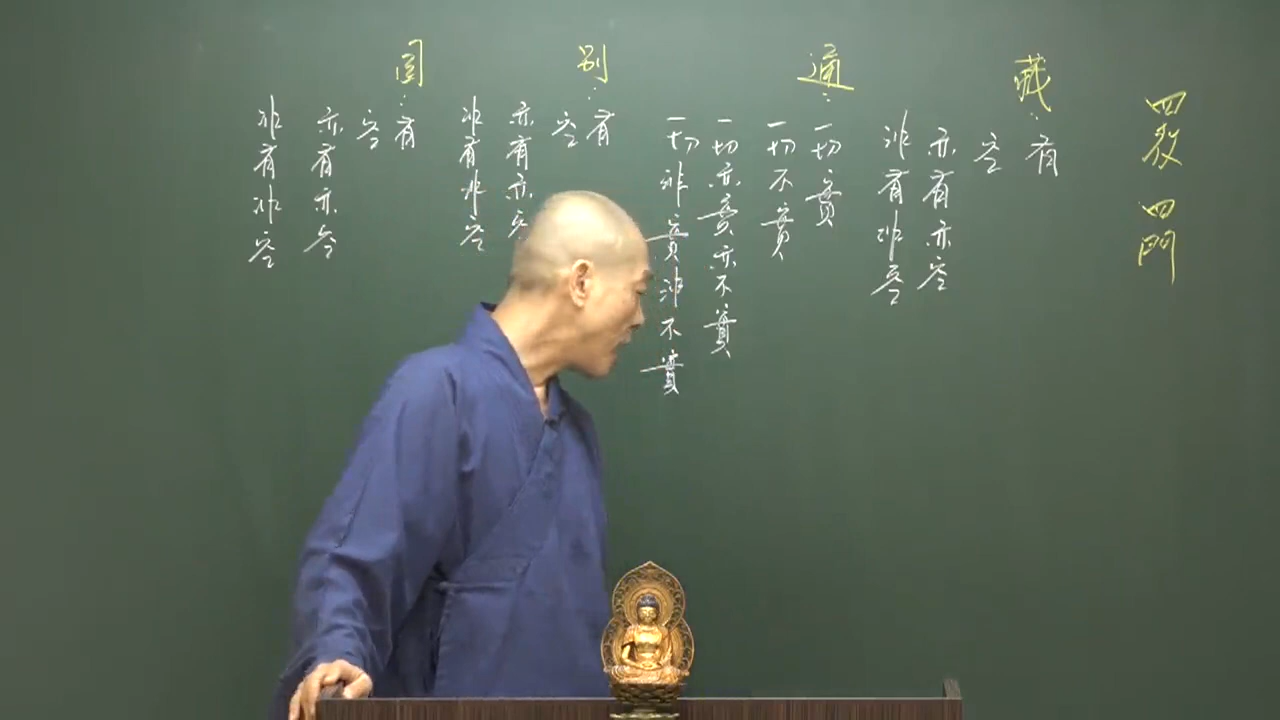 四教四門
藏：有
空
亦有亦空
非有非空
通：一切實
一切不實
一切亦實亦不實
一切非實非不實
別：有
空
亦有亦空
非有非空
圓：有
空
亦有亦空
非有非空